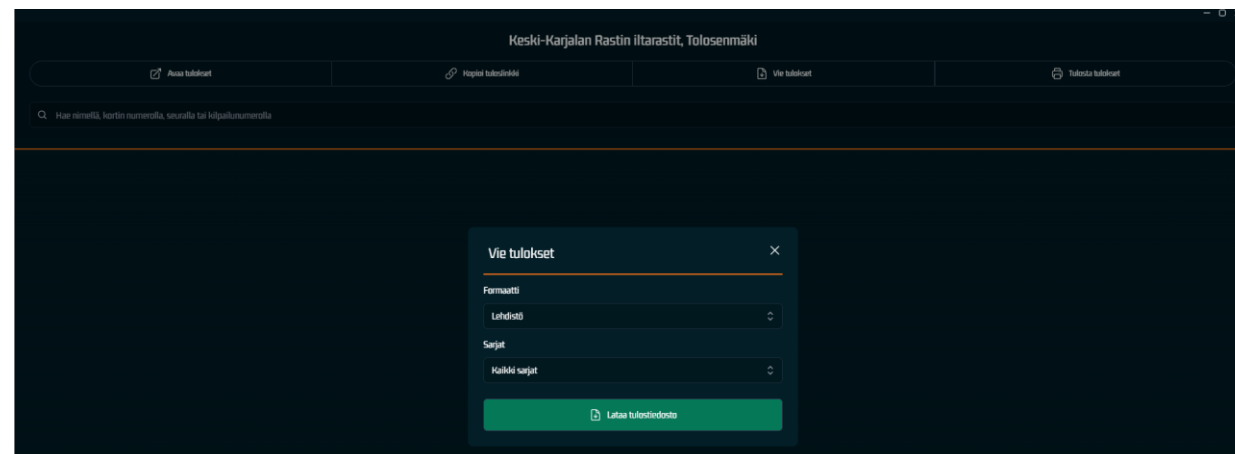 Keski-Karjalan Rastin iltarastit, Tolosenmäki
Avaa tulokset
Kopioi tuloslinkki
Vie tulokset
Tulosta tulokset
Hae nimellä, kortin numerolla, seuralla tai kilpailunumerolla
Vie tulokset
Formaatti
Lehdistö
Sarjat
Kaikki sarjat
Lataa tulostiedosto